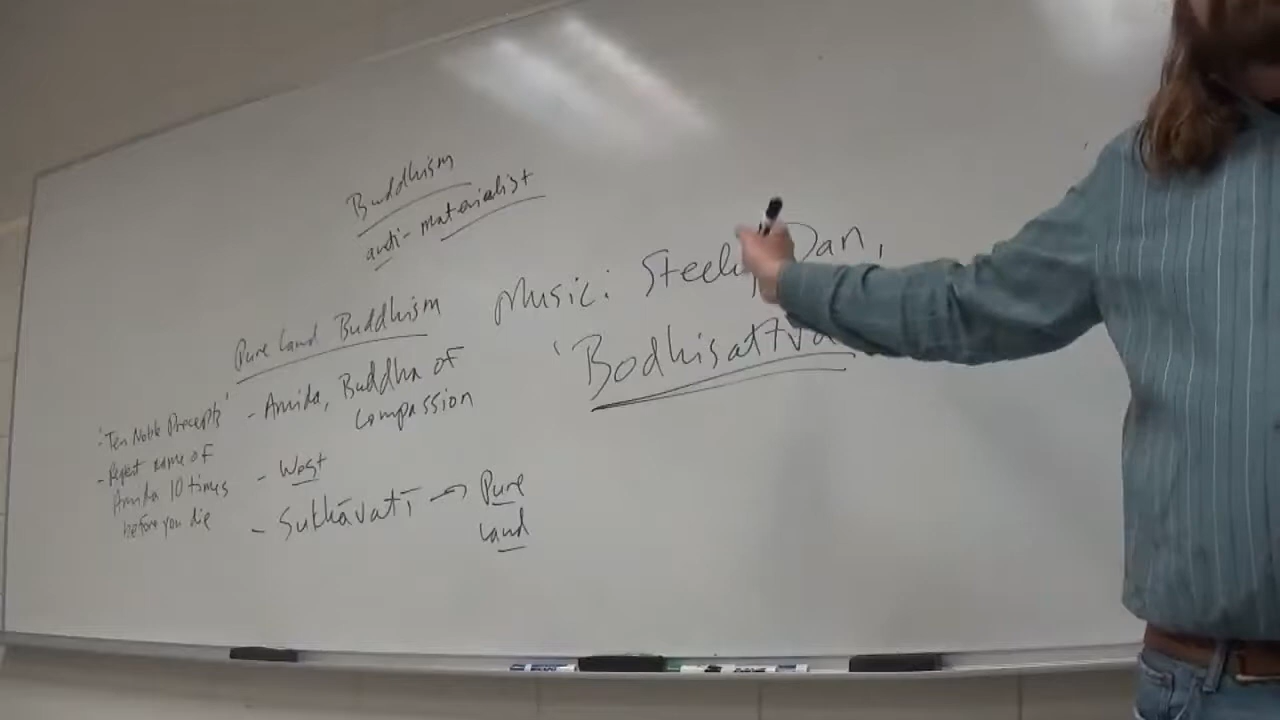 Buddhism
anti-materialist
Music: Steely Dan,
'Bodhisattva
Pure Land Buddhism
- Amida, Buddha of
compassion
- West
- Sukhāvatī → Pure
Land
- 'Ten Noble Precepts'
- Repeat name of
Amida 10 times
before you die